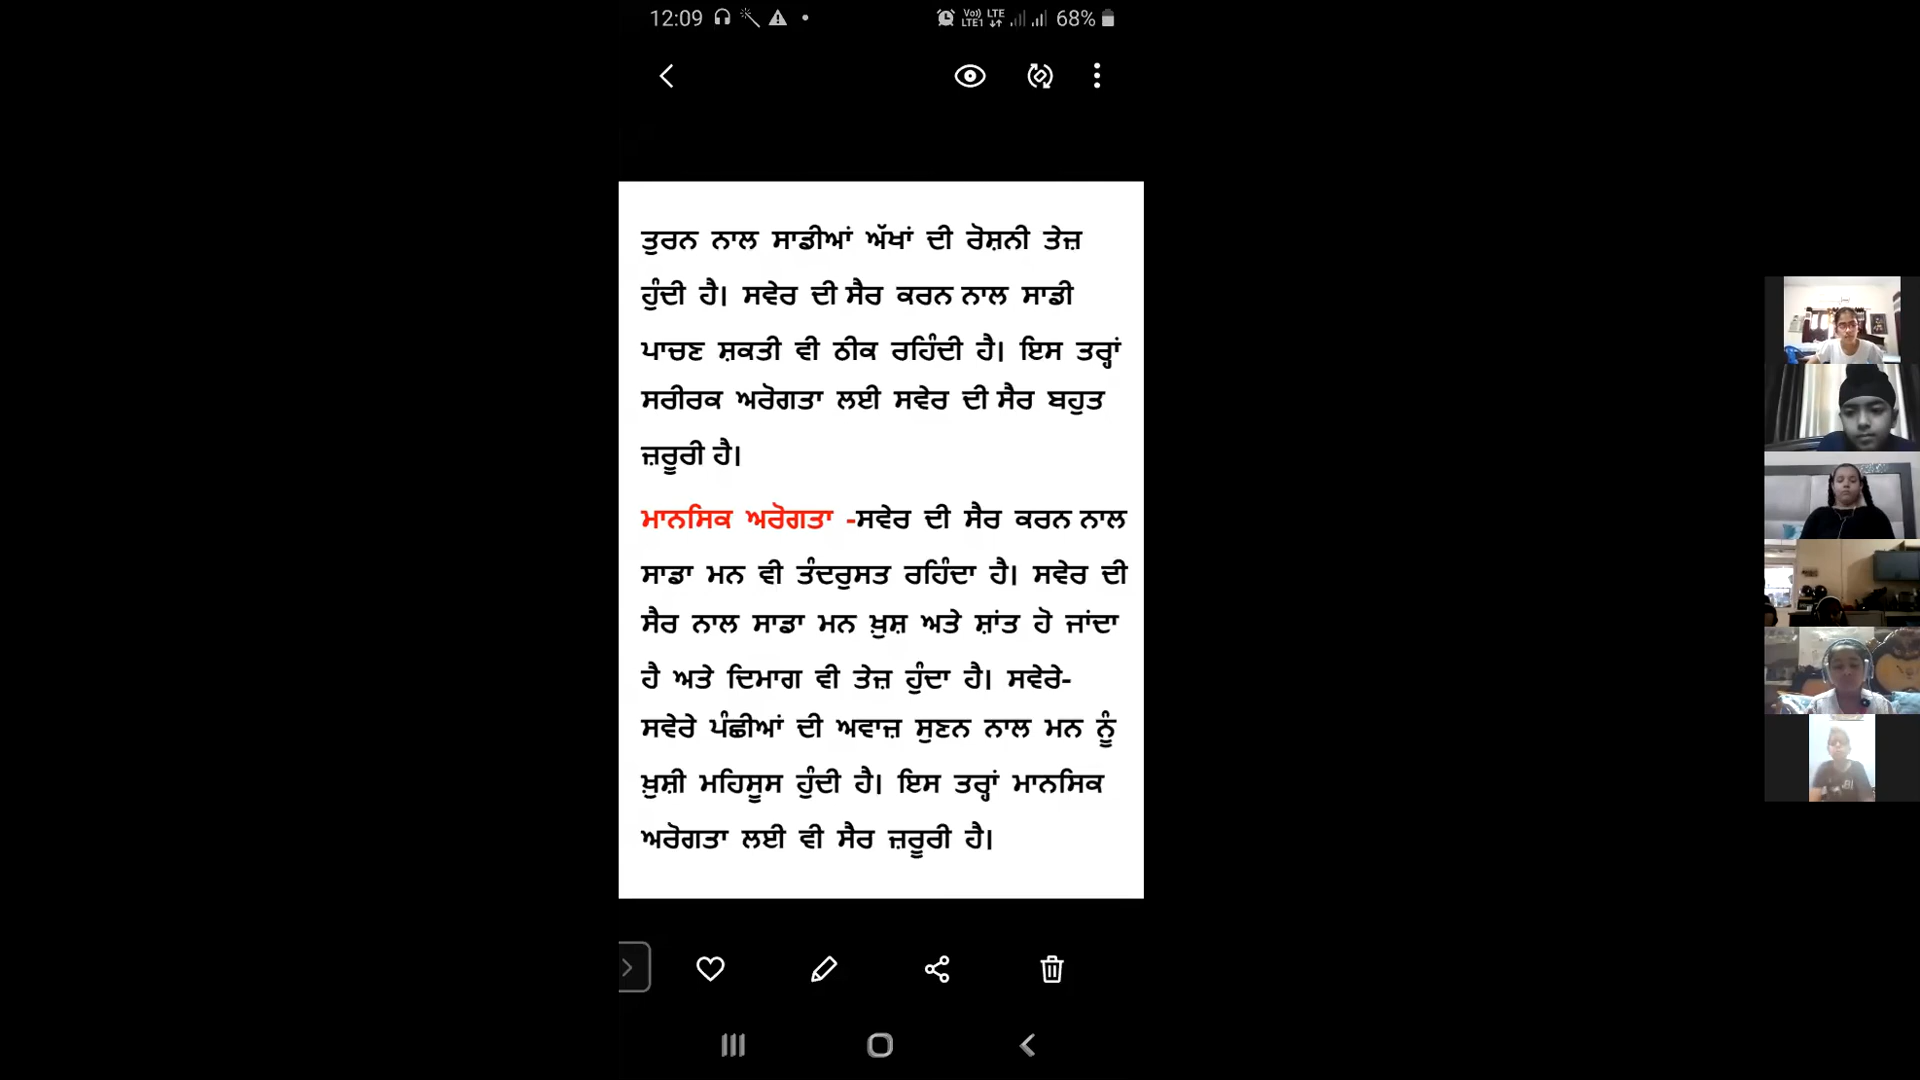 12:09 68%
ਤੁਰਨ ਨਾਲ ਸਾਡੀਆਂ ਅੱਖਾਂ ਦੀ ਰੋਸ਼ਨੀ ਤੇਜ਼
ਹੁੰਦੀ ਹੈ। ਸਵੇਰ ਦੀ ਸੈਰ ਕਰਨ ਨਾਲ ਸਾਡੀ
ਪਾਚਣ ਸ਼ਕਤੀ ਵੀ ਠੀਕ ਰਹਿੰਦੀ ਹੈ। ਇਸ ਤਰ੍ਹਾਂ
ਸਰੀਰਕ ਅਰੋਗਤਾ ਲਈ ਸਵੇਰ ਦੀ ਸੈਰ ਬਹੁਤ
ਜ਼ਰੂਰੀ ਹੈ।
ਮਾਨਸਿਕ ਅਰੋਗਤਾ -ਸਵੇਰ ਦੀ ਸੈਰ ਕਰਨ ਨਾਲ
ਸਾਡਾ ਮਨ ਵੀ ਤੰਦਰੁਸਤ ਰਹਿੰਦਾ ਹੈ। ਸਵੇਰ ਦੀ
ਸੈਰ ਨਾਲ ਸਾਡਾ ਮਨ ਖ਼ੁਸ਼ ਅਤੇ ਸ਼ਾਂਤ ਹੋ ਜਾਂਦਾ
ਹੈ ਅਤੇ ਦਿਮਾਗ ਵੀ ਤੇਜ਼ ਹੁੰਦਾ ਹੈ। ਸਵੇਰੇ-
ਸਵੇਰੇ ਪੰਛੀਆਂ ਦੀ ਅਵਾਜ਼ ਸੁਣਨ ਨਾਲ ਮਨ ਨੂੰ
ਖ਼ੁਸ਼ੀ ਮਹਿਸੂਸ ਹੁੰਦੀ ਹੈ। ਇਸ ਤਰ੍ਹਾਂ ਮਾਨਸਿਕ
ਅਰੋਗਤਾ ਲਈ ਵੀ ਸੈਰ ਜ਼ਰੂਰੀ ਹੈ।